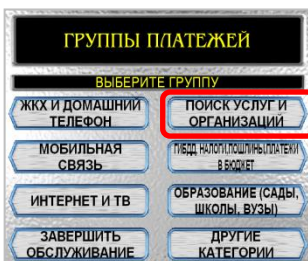 ГРУППЫ ПЛАТЕЖЕЙ
ВЫБЕРИТЕ ГРУППУ
ЖКХ И ДОМАШНИЙ
ТЕЛЕФОН
ПОИСК УСЛУГ И
ОРГАНИЗАЦИЙ
МОБИЛЬНАЯ
СВЯЗЬ
ГИБДД, НАЛОГИ, ПОШЛИНЫ, ПЛАТЕЖИ
В БЮДЖЕТ
ИНТЕРНЕТ И ТВ
ОБРАЗОВАНИЕ (САДЫ,
ШКОЛЫ, ВУЗЫ)
ЗАВЕРШИТЬ
ОБСЛУЖИВАНИЕ
ДРУГИЕ
КАТЕГОРИИ